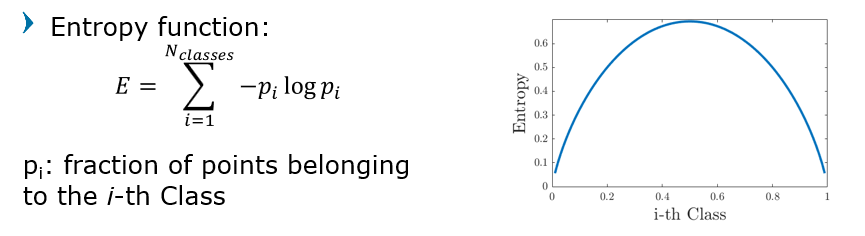 Entropy function:
N_classes
E = ∑ −p_i log p_i
i=1
p_i: fraction of points belonging
to the i-th Class
Entropy
0.6
0.5
0.4
0.3
0.2
0.1
0
0 0.2 0.4 0.6 0.8 1
i-th Class